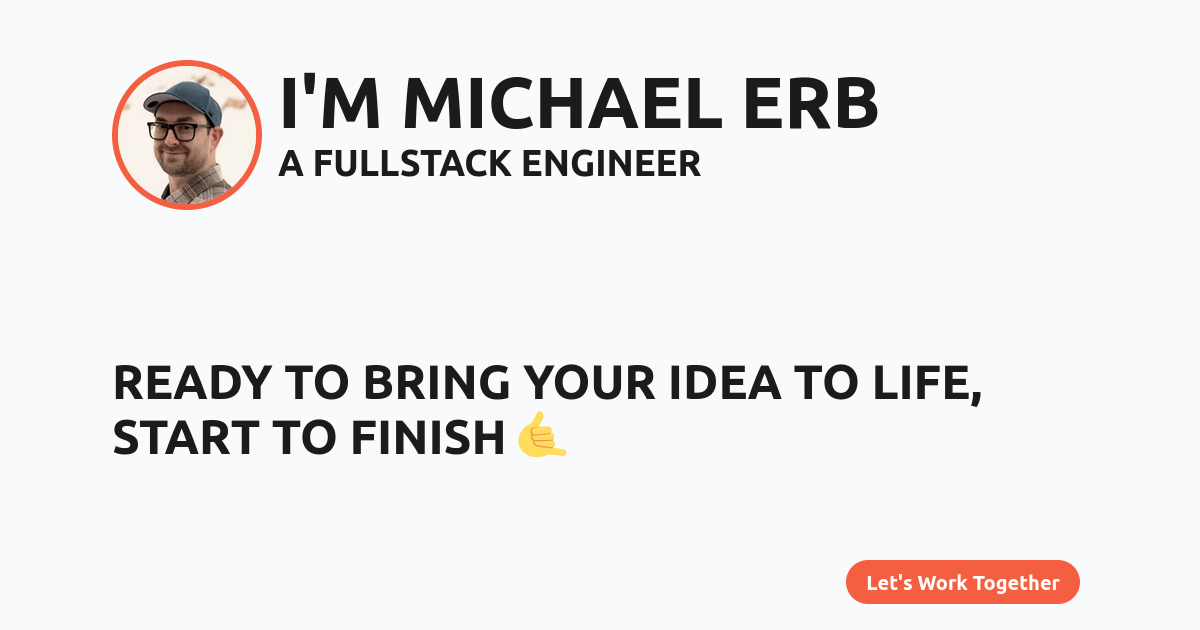 I'M MICHAEL ERB
A FULLSTACK ENGINEER
READY TO BRING YOUR IDEA TO LIFE,
START TO FINISH 🤙
Let's Work Together